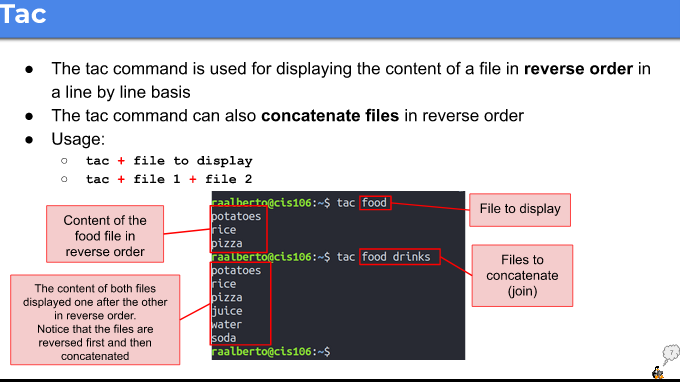 Tac
● The tac command is used for displaying the content of a file in reverse order in
a line by line basis
● The tac command can also concatenate files in reverse order
● Usage:
○ tac + file to display
○ tac + file 1 + file 2
Content of the
food file in
reverse order
The content of both files
displayed one after the other
in reverse order.
Notice that the files are
reversed first and then
concatenated
raalberto@cis106:~$ tac food
potatoes
rice
pizza
raalberto@cis106:~$ tac food drinks
potatoes
rice
pizza
juice
water
soda
raalberto@cis106:~$
File to display
Files to
concatenate
(join)